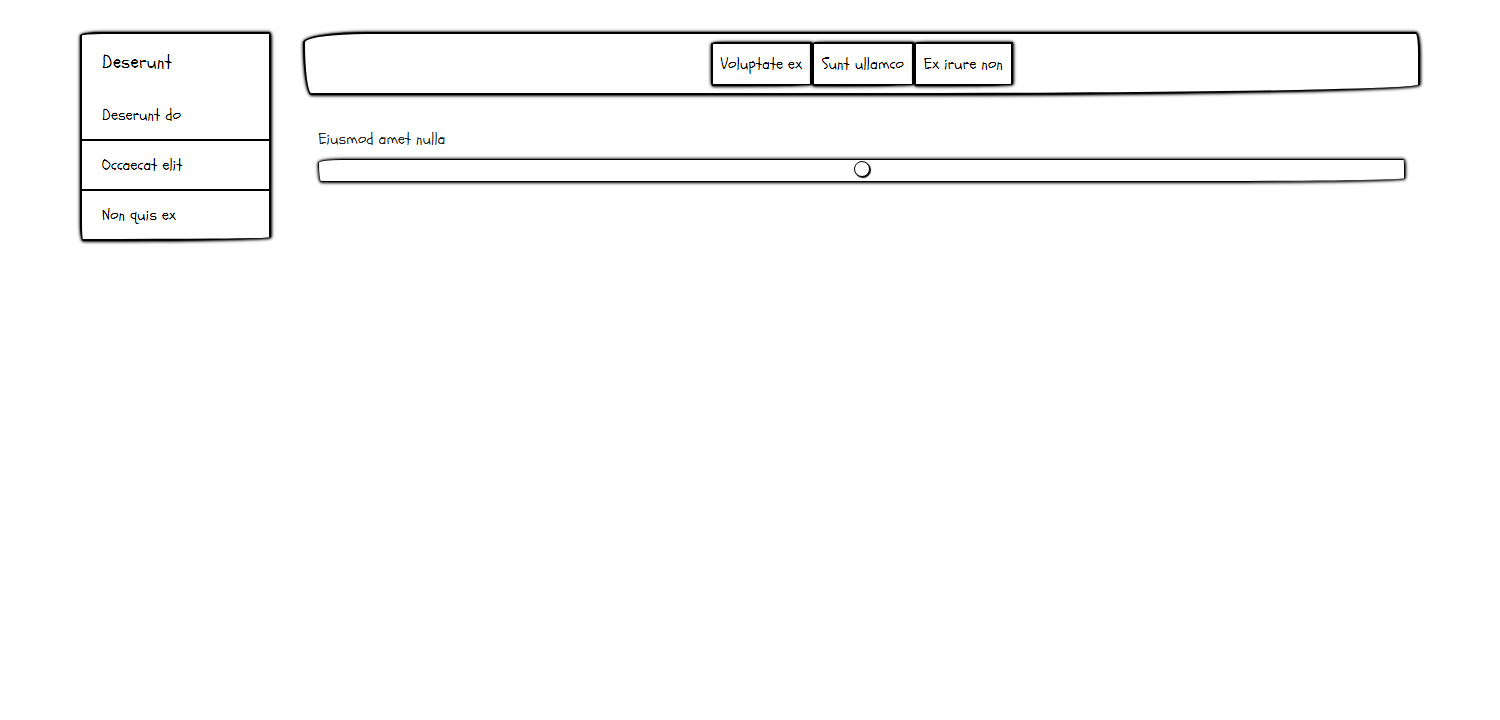 Deserunt
Deserunt do
Occaecat elit
Non quis ex
Voluptate ex
Sunt ullamco
Ex irure non
Eiusmod amet nulla